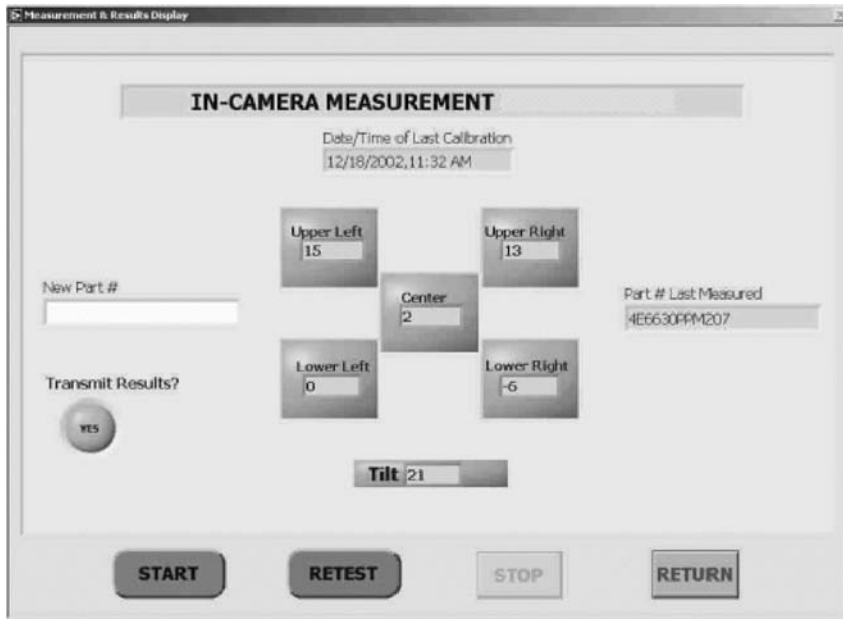 Measurement & Results Display
IN-CAMERA MEASUREMENT
Date/Time of Last Calibration
12/18/2002,11:32 AM
Upper Left
15
Upper Right
13
New Part #
Center
2
Part # Last Measured
4E6630PPM207
Lower Left
0
Lower Right
-6
Transmit Results?
YES
Tilt 21
START
RETEST
STOP
RETURN